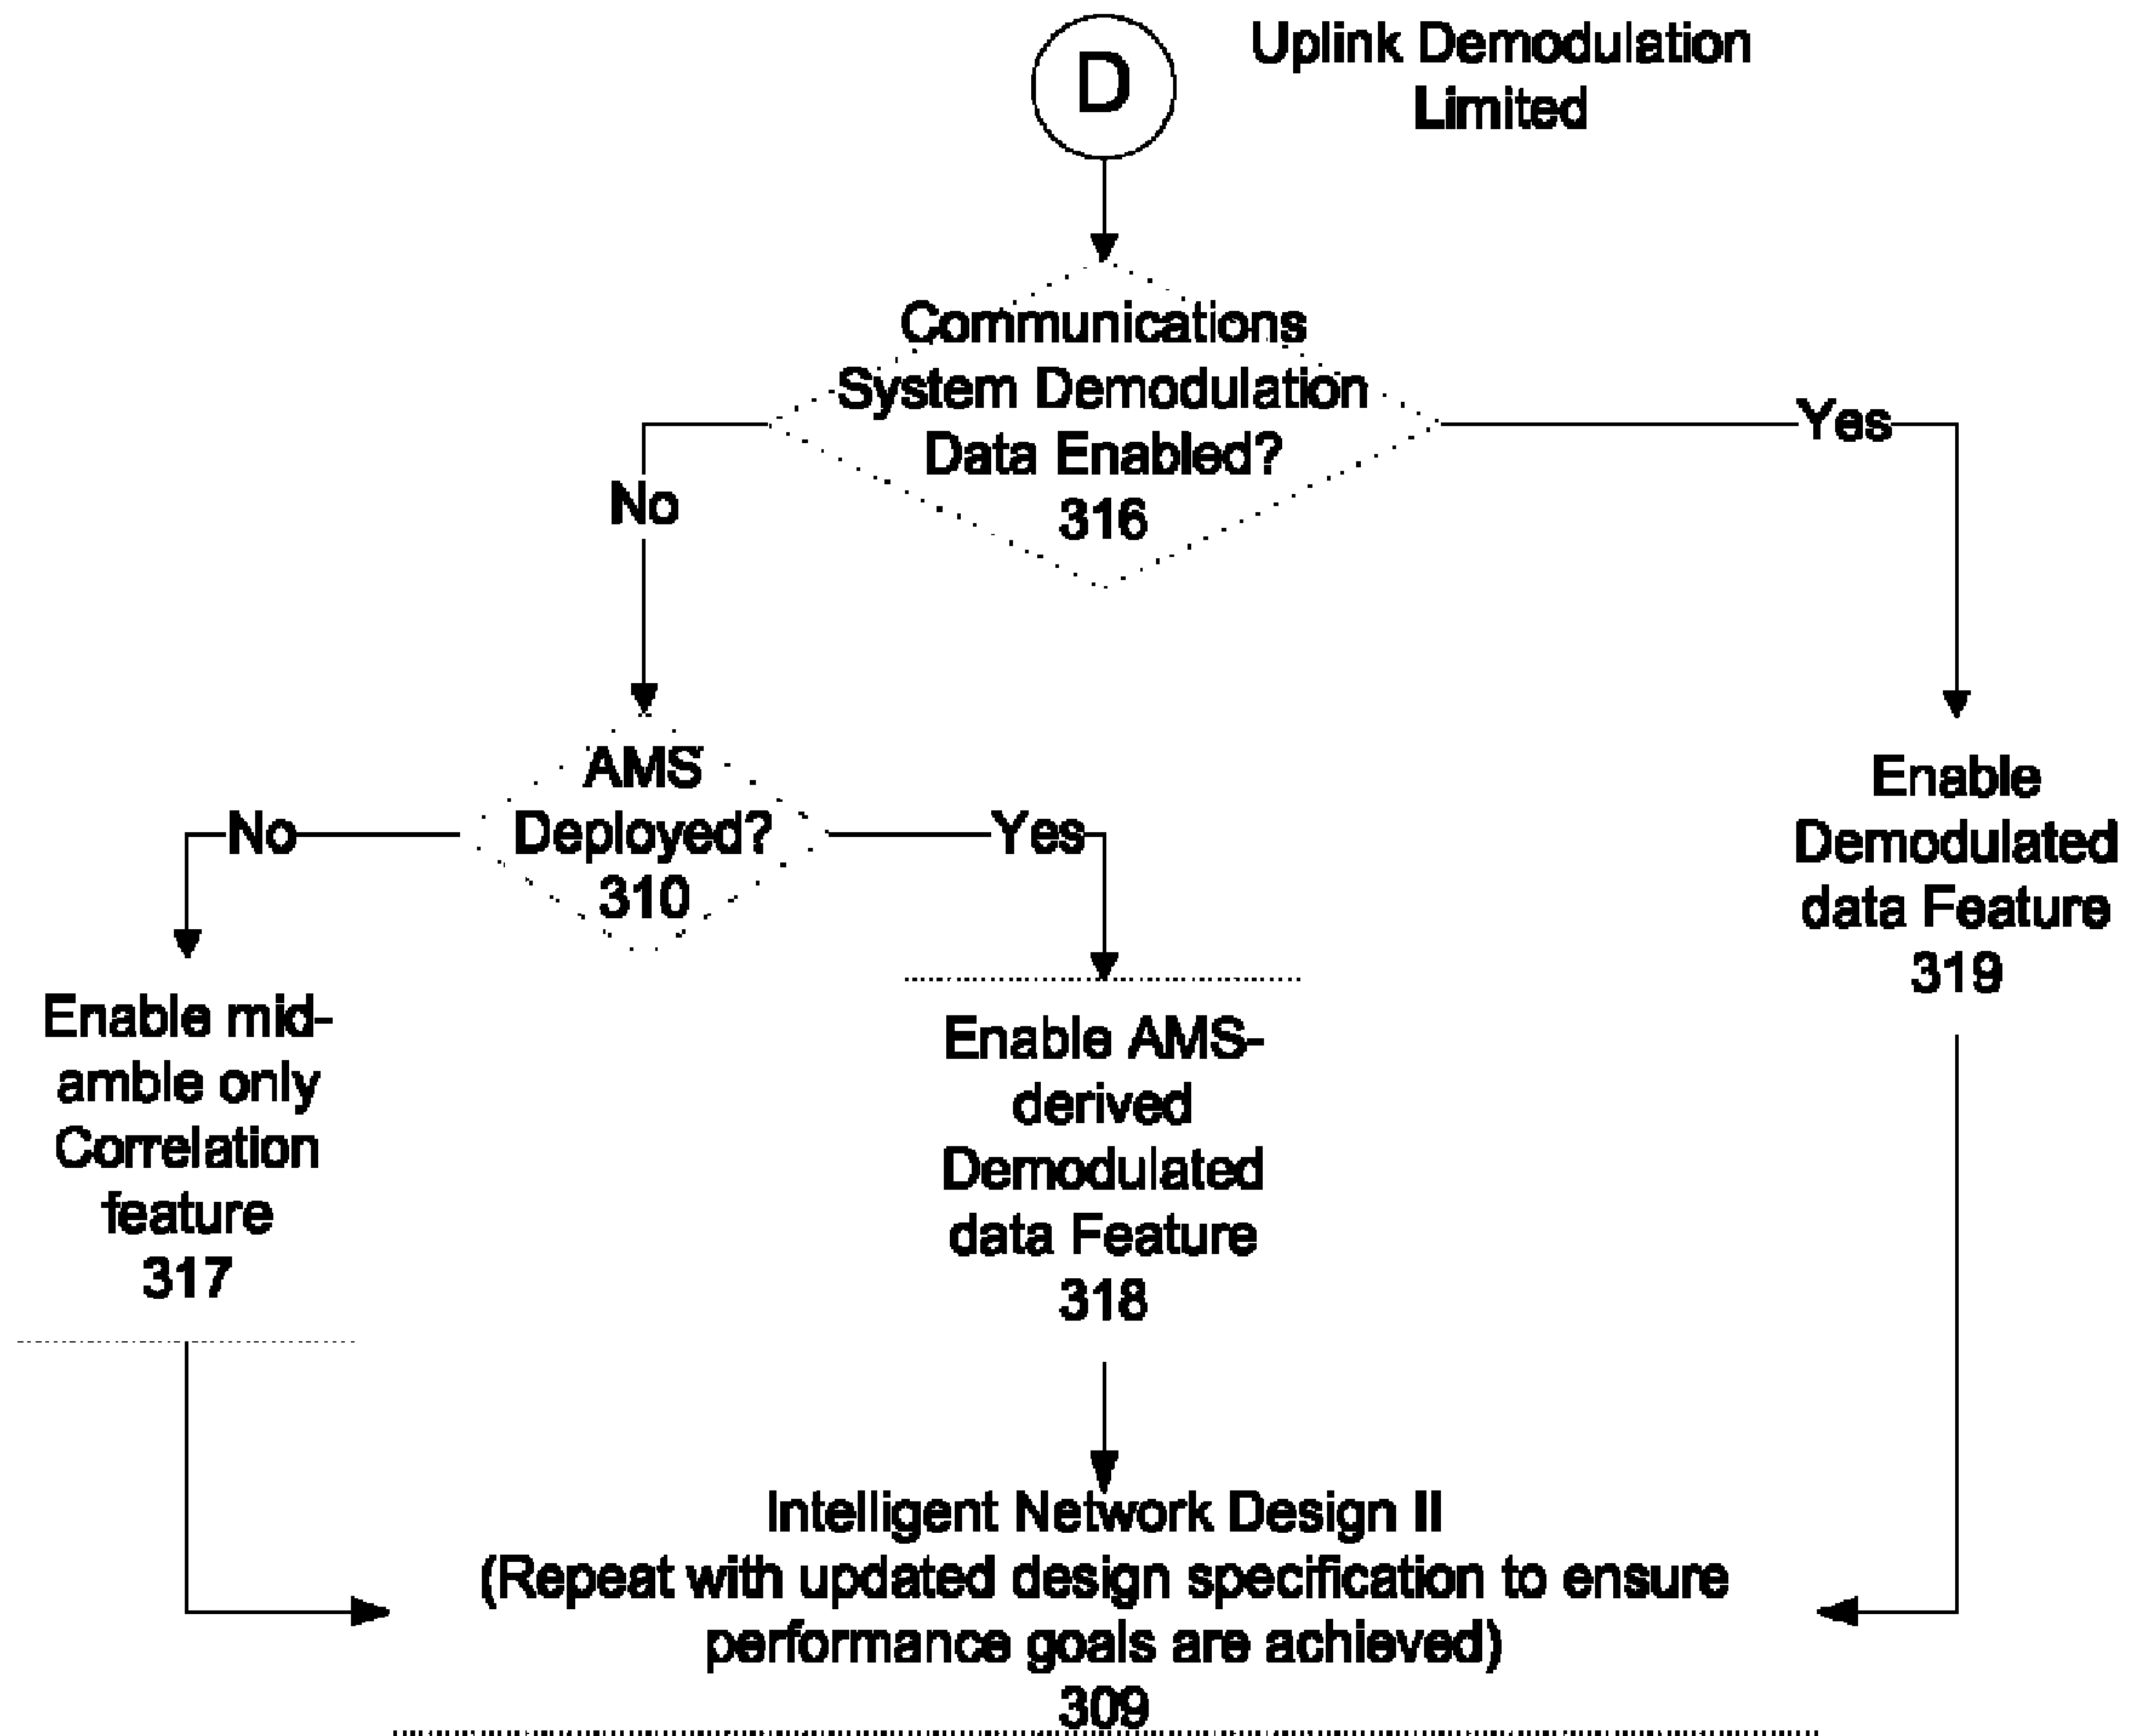 D
Uplink Demodulation
Limited
Communications
System Demodulation
Data Enabled?
316
Yes
No
AMS
Deployed?
310
No
Yes
Enable
Demodulated
data Feature
319
Enable mid-
amble only
Correlation
feature
317
Enable AMS-
derived
Demodulated
data Feature
318
Intelligent Network Design II
(Repeat with updated design specification to ensure
performance goals are achieved)
309